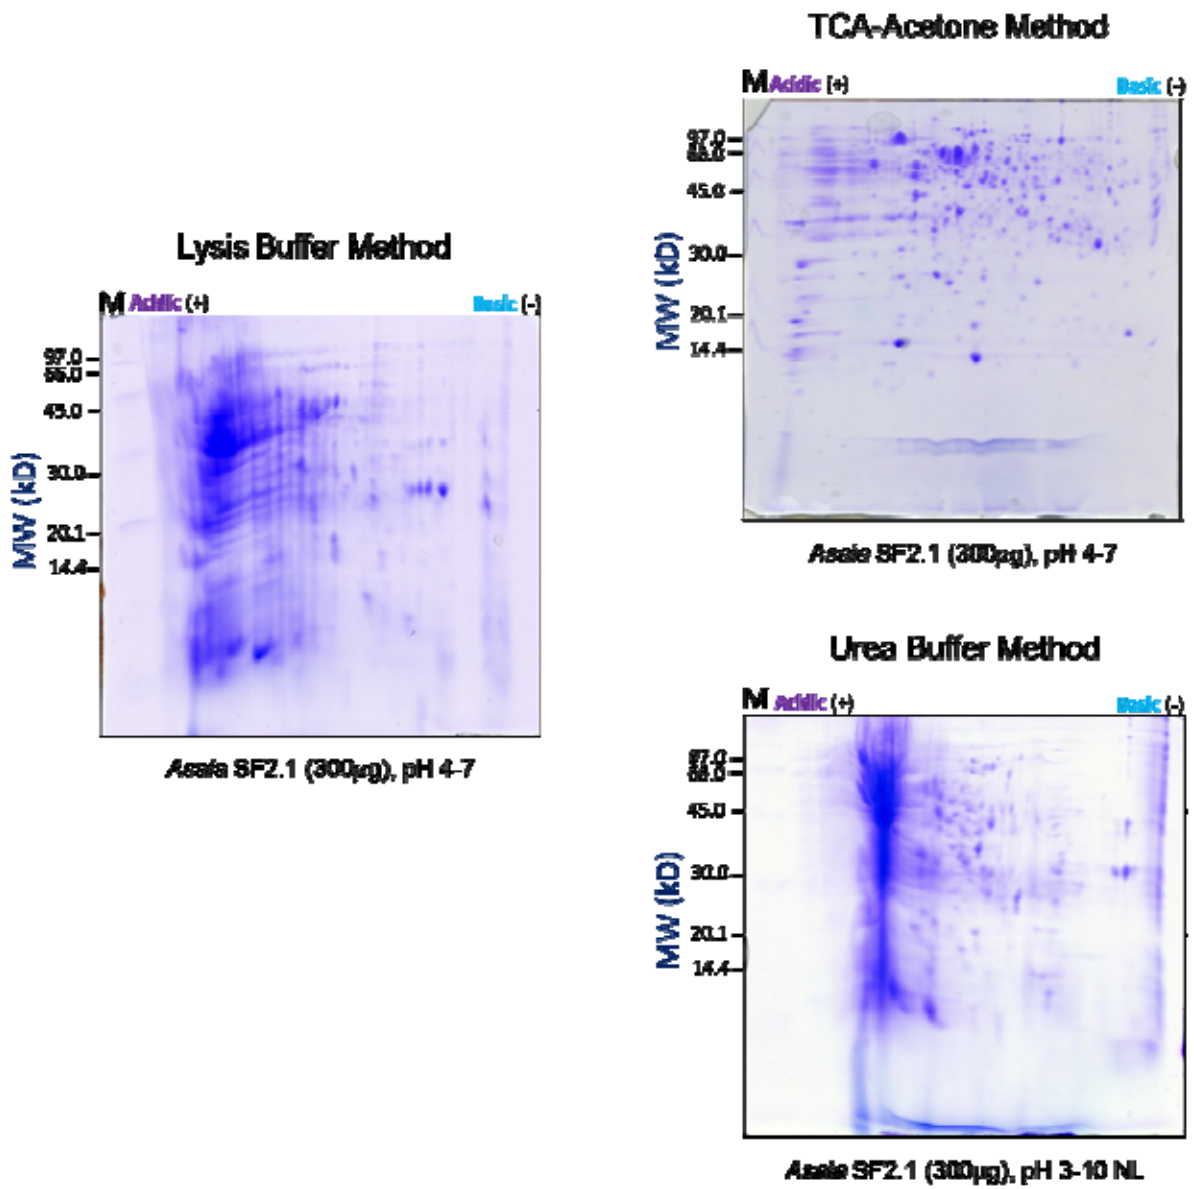 TCA-Acetone Method
M Acidic (+) Basic (-)
97.0
66.0
45.0
30.0
20.1
14.4
MW (kD)
Asaia SF2.1 (300µg), pH 4-7
Lysis Buffer Method
M Acidic (+) Basic (-)
97.0
66.0
45.0
30.0
20.1
14.4
MW (kD)
Asaia SF2.1 (300µg), pH 4-7
Urea Buffer Method
M Acidic (+) Basic (-)
97.0
66.0
45.0
30.0
20.1
14.4
MW (kD)
Asaia SF2.1 (300µg), pH 3-10 NL